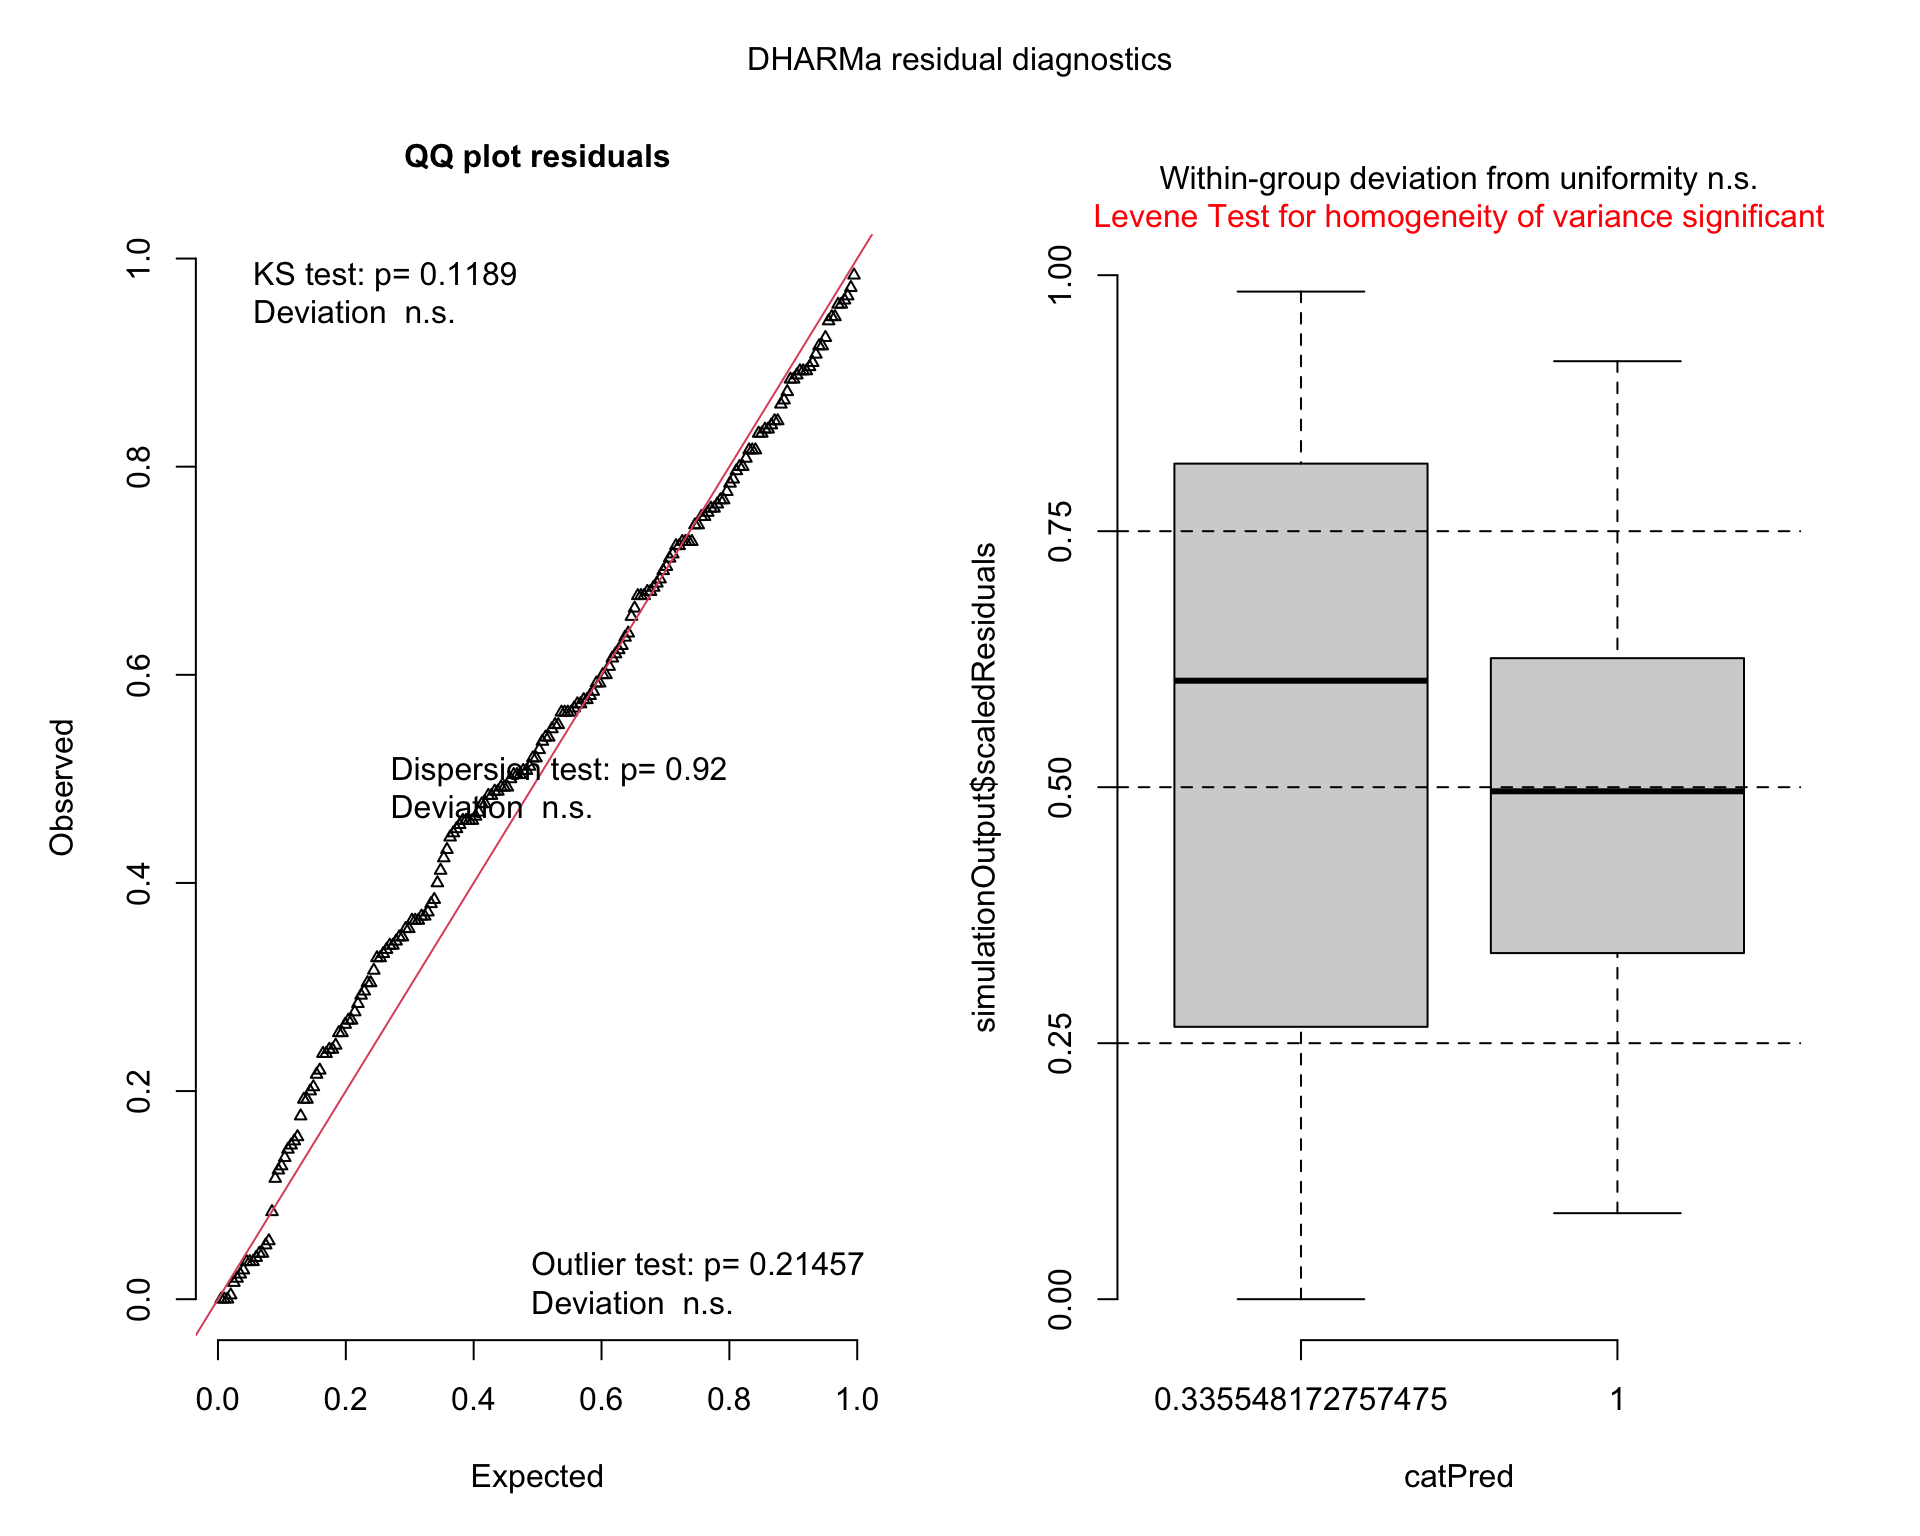 DHARMa residual diagnostics
QQ plot residuals
KS test: p= 0.1189
Deviation  n.s.
Dispersion test: p= 0.92
Deviation  n.s.
Outlier test: p= 0.21457
Deviation  n.s.
Observed
0.0
0.2
0.4
0.6
0.8
1.0
0.0 0.2 0.4 0.6 0.8 1.0
Expected
Within-group deviation from uniformity n.s.
Levene Test for homogeneity of variance significant
simulationOutput$scaledResiduals
0.00
0.25
0.50
0.75
1.00
0.335548172757475 1
catPred